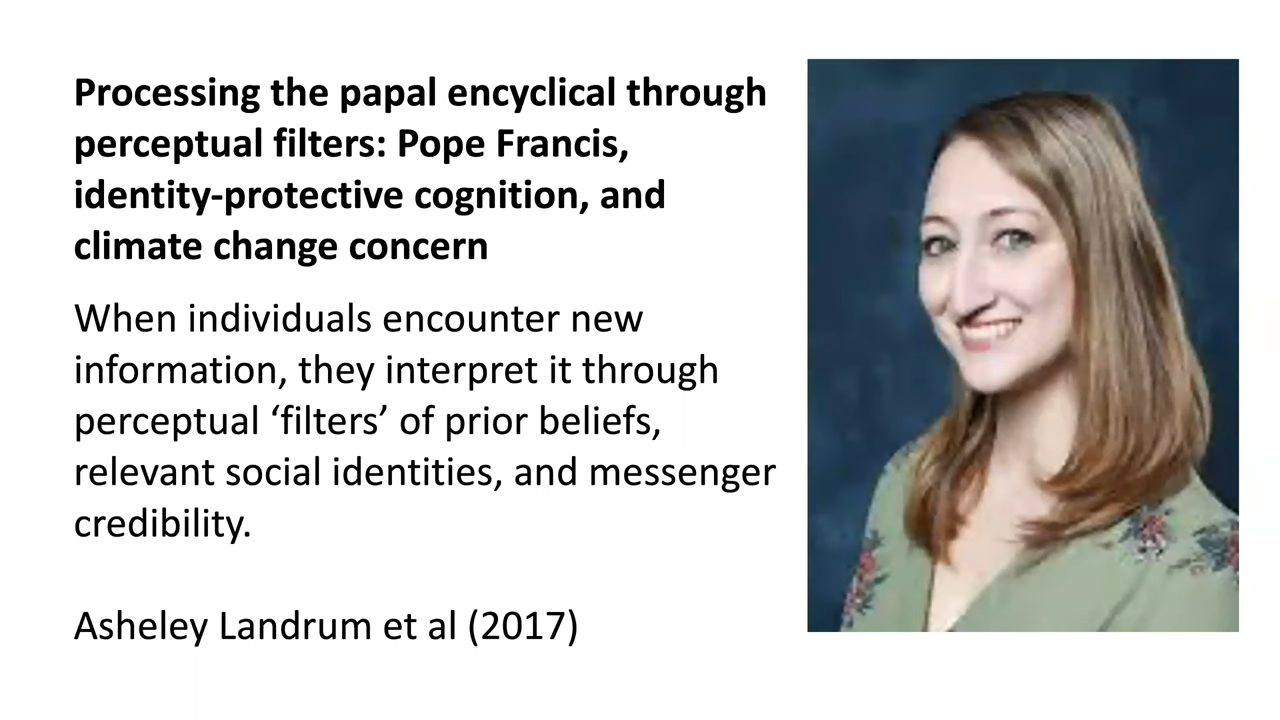 Processing the papal encyclical through
perceptual filters: Pope Francis,
identity-protective cognition, and
climate change concern
When individuals encounter new
information, they interpret it through
perceptual ‘filters’ of prior beliefs,
relevant social identities, and messenger
credibility.
Asheley Landrum et al (2017)